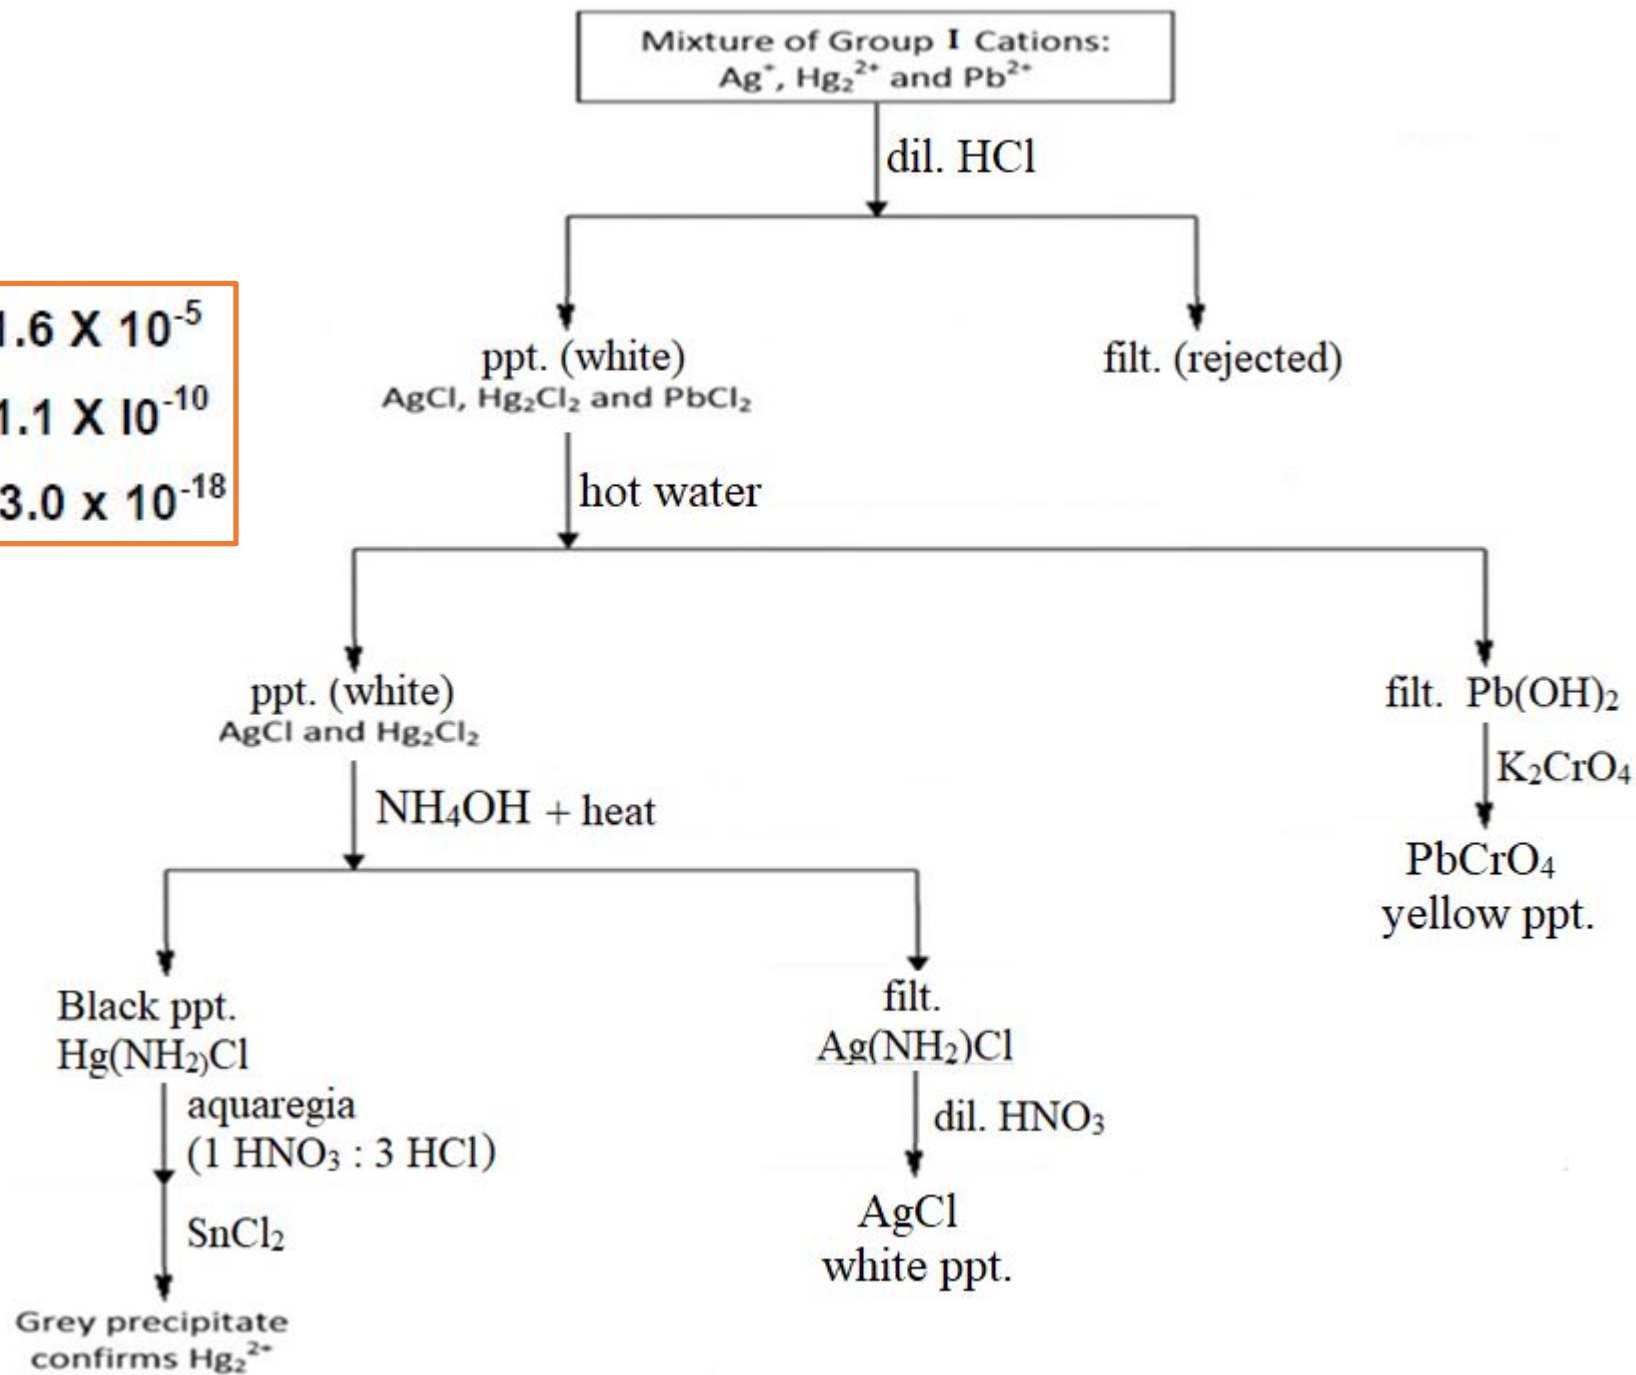 Mixture of Group I Cations:
Ag⁺, Hg₂²⁺ and Pb²⁺
dil. HCl
1.6 X 10⁻⁵
1.1 X I0⁻¹⁰
3.0 x 10⁻¹⁸
ppt. (white)
AgCl, Hg₂Cl₂ and PbCl₂
filt. (rejected)
hot water
ppt. (white)
AgCl and Hg₂Cl₂
filt. Pb(OH)₂
K₂CrO₄
PbCrO₄
yellow ppt.
NH₄OH + heat
Black ppt.
Hg(NH₂)Cl
filt.
Ag(NH₂)Cl
aquaregia
(1 HNO₃ : 3 HCl)
dil. HNO₃
SnCl₂
AgCl
white ppt.
Grey precipitate
confirms Hg₂²⁺